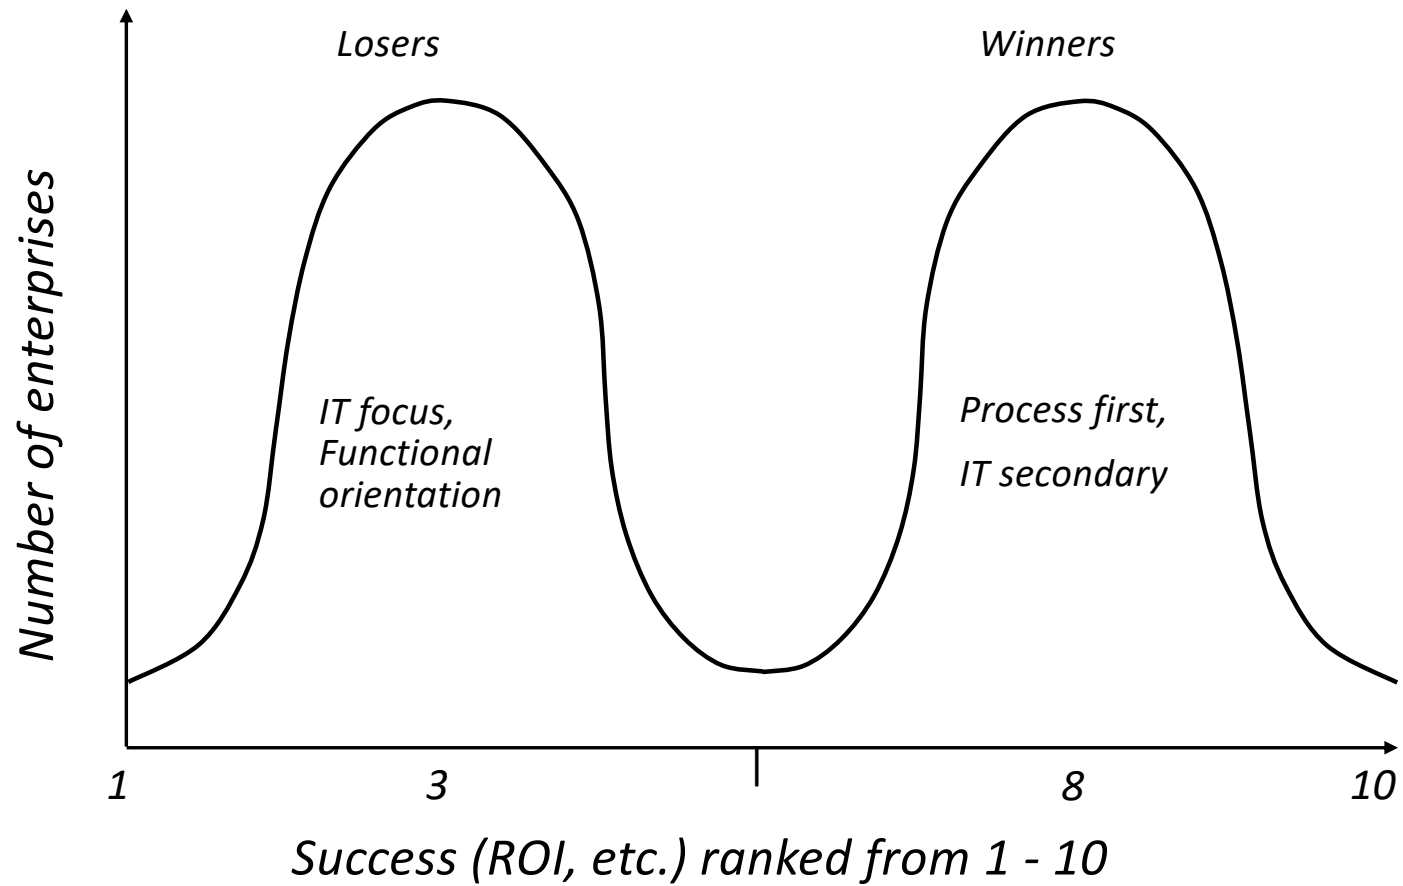 Losers
Winners
Number of enterprises
IT focus,
Functional
orientation
Process first,
IT secondary
1
3
8
10
Success (ROI, etc.) ranked from 1 - 10